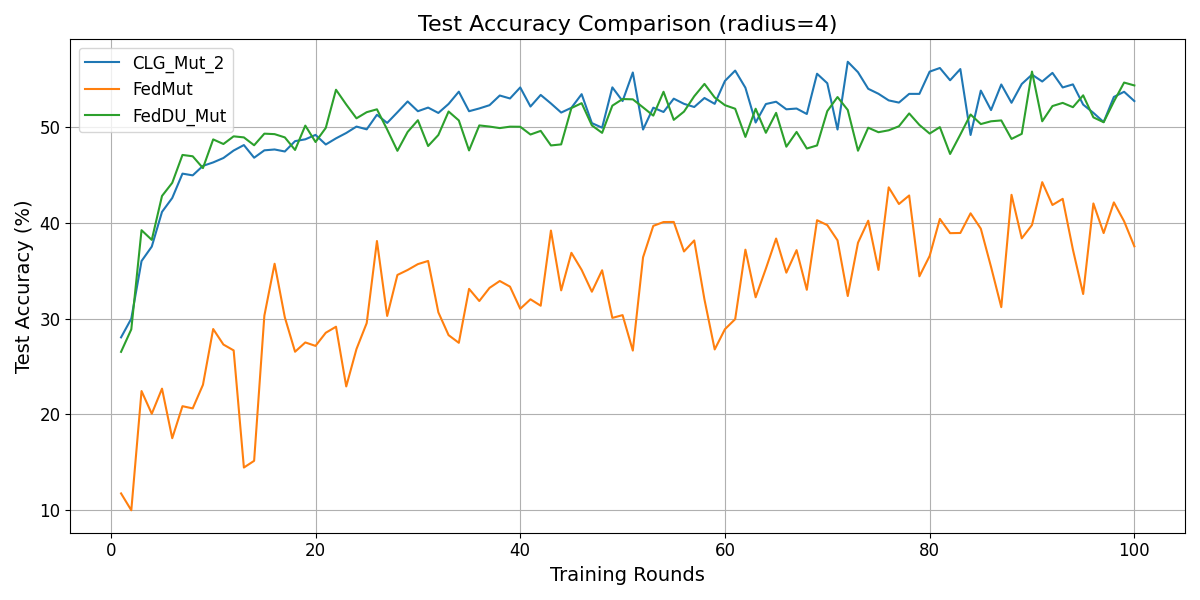 Test Accuracy Comparison (radius=4)
CLG_Mut_2
FedMut
FedDU_Mut
Test Accuracy (%)
50
40
30
20
10
0 20 40 60 80 100
Training Rounds